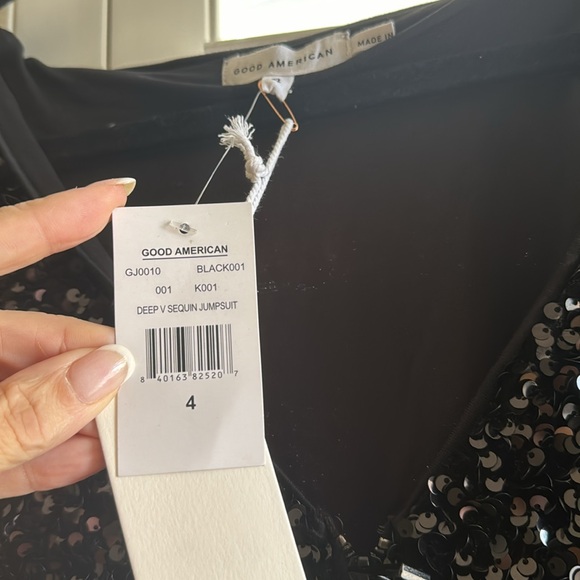 GOOD AMERICAN
MADE IN
GOOD AMERICAN
GJ0010 BLACK001
001 K001
DEEP V SEQUIN JUMPSUIT
8 40163 82520 7
4